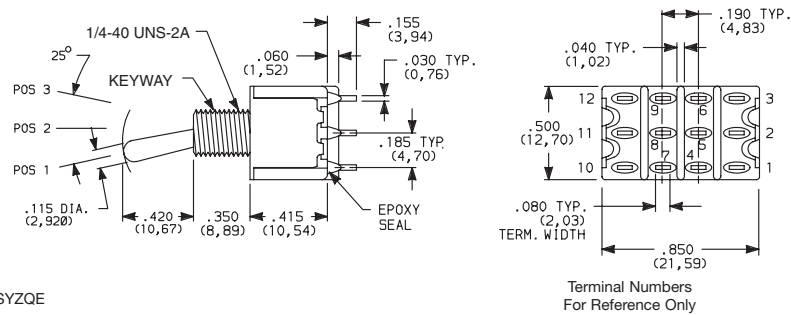 1/4-40 UNS-2A
KEYWAY
25°
POS 3
POS 2
POS 1
.115 DIA.
(2,920)
.420
(10,67)
.350
(8,89)
.415
(10,54)
.060
(1,52)
.155
(3,94)
.030 TYP.
(0,76)
.185 TYP
(4,70)
EPOXY
SEAL
SYZQE
.190 TYP.
(4,83)
.040 TYP.
(1,02)
.500
(12,70)
12
9
6
3
11
8
5
2
10
7
4
1
.080 TYP.
(2,03)
TERM. WIDTH
.850
(21,59)
Terminal Numbers
For Reference Only